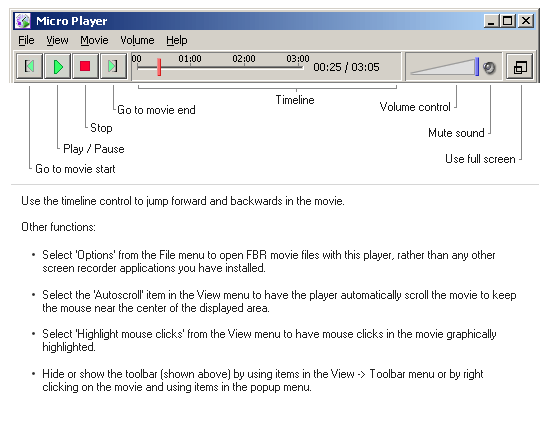 Micro Player
File View Movie Volume Help
00 01:00 02:00 03:00 00:25 / 03:05
Go to movie end
Timeline
Volume control
Stop
Mute sound
Play / Pause
Use full screen
Go to movie start
Use the timeline control to jump forward and backwards in the movie.
Other functions:
• Select 'Options' from the File menu to open FBR movie files with this player, rather than any other
screen recorder applications you have installed.
• Select the 'Autoscroll' item in the View menu to have the player automatically scroll the movie to keep
the mouse near the center of the displayed area.
• Select 'Highlight mouse clicks' from the View menu to have mouse clicks in the movie graphically
highlighted.
• Hide or show the toolbar (shown above) by using items in the View -> Toolbar menu or by right
clicking on the movie and using items in the popup menu.